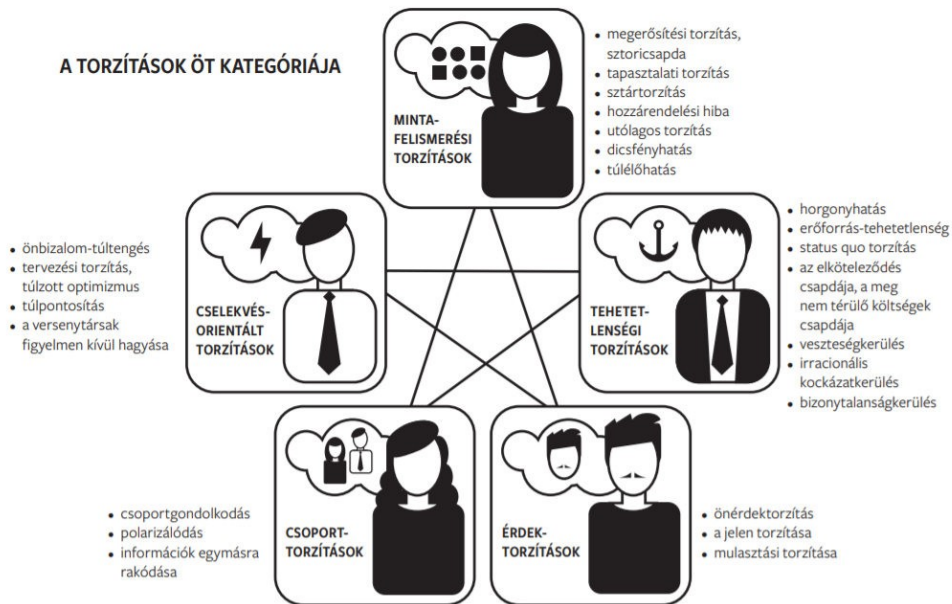 A TORZÍTÁSOK ÖT KATEGÓRIÁJA
MINTA-
FELISMERÉSI
TORZÍTÁSOK
• megerősítési torzítás,
sztoricsapda
• tapasztalati torzítás
• sztártorzítás
• hozzárendelési hiba
• utólagos torzítás
• dicsfényhatás
• túlélőhatás
• önbizalom-túltengés
• tervezési torzítás,
túlzott optimizmus
• túlpontosítás
• a versenytársak
figyelmen kívül hagyása
CSELEKVÉS-
ORIENTÁLT
TORZÍTÁSOK
TEHETET-
LENSÉGI
TORZÍTÁSOK
• horgonyhatás
• erőforrás-tehetetlenség
• status quo torzítás
• az elköteleződés
csapdája, a meg
nem térülő költségek
csapdája
• veszteségkerülés
• irracionális
kockázatkerülés
• bizonytalanságkerülés
• csoportgondolkodás
• polarizálódás
• információk egymásra
rakódása
CSOPORT-
TORZÍTÁSOK
ÉRDEK-
TORZÍTÁSOK
• önérdektorzítás
• a jelen torzítása
• mulasztási torzítása